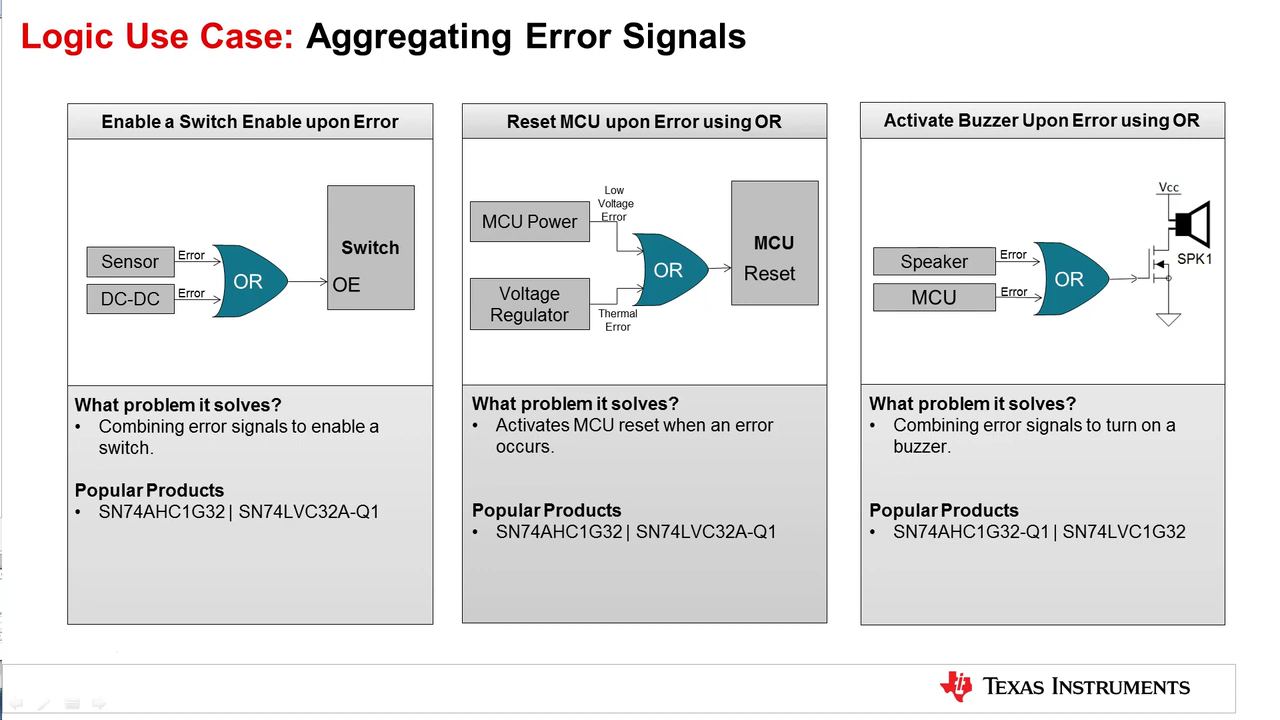 Logic Use Case: Aggregating Error Signals
Enable a Switch Enable upon Error
Sensor
DC-DC
Error
Error
OR
Switch
OE
What problem it solves?
• Combining error signals to enable a
switch.
Popular Products
• SN74AHC1G32 | SN74LVC32A-Q1
Reset MCU upon Error using OR
MCU Power
Low
Voltage
Error
Voltage
Regulator
Thermal
Error
OR
MCU
Reset
What problem it solves?
• Activates MCU reset when an error
occurs.
Popular Products
• SN74AHC1G32 | SN74LVC32A-Q1
Activate Buzzer Upon Error using OR
Speaker
MCU
Error
Error
OR
Vcc
SPK1
What problem it solves?
• Combining error signals to turn on a
buzzer.
Popular Products
• SN74AHC1G32-Q1 | SN74LVC1G32
TEXAS INSTRUMENTS